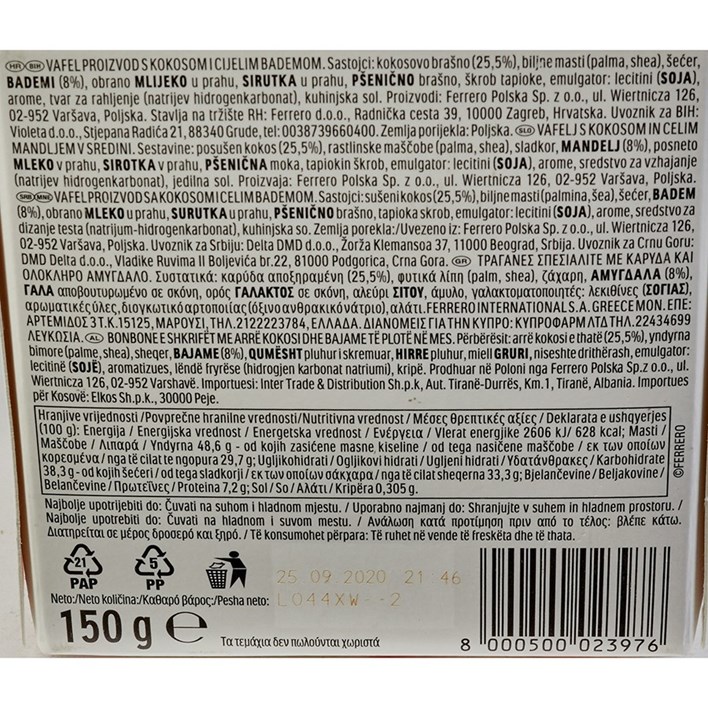 HR BIH VAFEL PROIZVOD S KOKOSOM I CIJELIM BADEMOM. Sastojci: kokosovo brašno (25,5%), biljne masti (palma, shea), šećer,
BADEMI (8%), obrano MLIJEKO u prahu, SIRUTKA u prahu, PŠENIČNO brašno, škrob tapioke, emulgator: lecitini (SOJA),
arome, tvar za rahljenje (natrijev hidrogenkarbonat), kuhinjska sol. Proizvodi: Ferrero Polska Sp. z o.o., ul. Wiertnicza 126,
02-952 Varšava, Poljska. Stavlja na tržište RH: Ferrero d.o.o., Radnička cesta 39, 10000 Zagreb, Hrvatska. Uvoznik za BIH:
Violeta d.o.o., Stjepana Radića 21, 88340 Grude, tel: 0038739660400. Zemlja porijekla: Poljska. SLO VAFELJ S KOKOSOM IN CELIM
MANDLJEM V SREDINI. Sestavine: posušen kokos (25,5%), rastlinske maščobe (palma, shea), sladkor, MANDELJ (8%), posneto
MLEKO v prahu, SIROTKA v prahu, PŠENIČNA moka, tapiokin škrob, emulgator: lecitini (SOJA), arome, sredstvo za vzhajanje
(natrijev hidrogenkarbonat), jedilna sol. Proizvaja: Ferrero Polska Sp. z o.o., ul. Wiertnicza 126, 02-952 Varšava, Poljska.
SRB MNE VAFEL PROIZVOD SA KOKOSOM I CELIM BADEMOM. Sastojci: sušeni kokos (25,5%), biljne masti (palmina, šea), šećer, BADEM
(8%), obrano MLEKO u prahu, SURUTKA u prahu, PŠENIČNO brašno, tapioka skrob, emulgator: lecitini (SOJA), arome, sredstvo za
dizanje testa (natrijum-hidrogenkarbonat), kuhinjska so. Zemlja porekla:/Uvezeno iz: Ferrero Polska Sp. z o.o., ul. Wiertnicza 126,
02-952 Varšava, Poljska. Uvoznik za Srbiju: Delta DMD d.o.o., Žorža Klemansoa 37, 11000 Beograd, Srbija. Uvoznik za Crnu Goru:
DMD Delta d.o.o., Vladike Ruvima II Boljevića br.22, 81000 Podgorica, Crna Gora. GR ΤΡΑΓΑΝΕΣ ΣΠΕΣΙΑΛΙΤΕ ΜΕ ΚΑΡΥΔΑ ΚΑΙ
ΟΛΟΚΛΗΡΟ ΑΜΥΓΔΑΛΟ. Συστατικά: καρύδα αποξηραμένη (25,5%), φυτικά λίπη (palm, shea), ζάχαρη, ΑΜΥΓΔΑΛΑ (8%),
ΓΑΛΑ αποβουτυρωμένο σε σκόνη, ορός ΓΑΛΑΚΤΟΣ σε σκόνη, αλεύρι ΣΙΤΟΥ, άμυλο, γαλακτοματοποιητές: λεκιθίνες (ΣΟΓΙΑΣ),
αρωματικές ύλες, διογκωτικό αρτοποιίας (όξινο ανθρακικό νάτριο), αλάτι. FERRERO INTERNATIONAL S.A. GREECE ΜΟΝ. ΕΠΕ:
ΑΡΤΕΜΙΔΟΣ 3 Τ.Κ. 15125, ΜΑΡΟΥΣΙ, ΤΗΛ. 2122223784, ΕΛΛΑΔΑ. ΔΙΑΝΟΜΕΙΣ ΓΙΑ ΤΗΝ ΚΥΠΡΟ: ΚΥΠΡΟΦΑΡΜ ΛΤΔ ΤΗΛ. 22434699
ΛΕΥΚΩΣΙΑ. AL BONBONE ESHKRIFËT ME ARRË KOKOSI DHE BAJAME TË PLOTË NË MES. Përbërësit: arrë kokosi e thatë (25,5%), yndyrna
bimore (palme, shea), sheqer, BAJAME (8%), QUMËSHT pluhur i skremuar, HIRRE pluhur, miell GRURI, niseshte drithërash, emulgator:
lecitinë (SOJË), aromatizues, lëndë fryrëse (hidrogjen karbonat natriumi), kripë. Prodhuar në Poloni nga Ferrero Polska Sp.z o.o., ul.
Wiertnicza 126, 02-952 Varshavë. Importuesi: Inter Trade & Distribution Sh.p.k, Aut. Tiranë-Durrës, Km.1, Tiranë, Albania. Importues
për Kosovë: Elkos Sh.p.k., 30000 Peje.
Hranjive vrijednosti /Povprečne hranilne vrednosti/Nutritivna vrednost / Μέσες θρεπτικές αξίες / Deklarata e ushqyerjes
(100 g): Energija / Energijska vrednost / Energetska vrednost / Ενέργεια / Vlerat energjike 2606 kJ/ 628 kcal; Masti /
Maščobe / Λιπαρά / Yndyrna 48,6 g - od kojih zasićene masne kiseline / od tega nasičene maščobe / εκ των οποίων
κορεσμένα / nga të cilat te ngopura 29,7 g; Ugljikohidrati / Ogljikovi hidrati / Ugljeni hidrati / Υδατάνθρακες / Karbohidrate
38,3 g - od kojih šećeri / od tega sladkorji / εκ των οποίων σάκχαρα / nga të cilat sheqerna 33,3 g; Bjelančevine / Beljakovine /
Belančevine / Πρωτεΐνες / Proteina 7,2 g; Sol / So / Αλάτι / Kripëra 0,305 g.
©FERRERO
Najbolje upotrijebiti do: Čuvati na suhom i hladnom mjestu. / Uporabno najmanj do: Shranjujte v suhem in hladnem prostoru. /
Najbolje upotrebiti do: Čuvati na hladnom i suvom mestu. / Ανάλωση κατά προτίμηση πριν από το τέλος: βλέπε κάτω.
Διατηρείται σε μέρος δροσερό και ξηρό. / Të konsumohet përpara: Të ruhet në vende të freskëta dhe të thata.
21
PAP
5
PP
25 09 2020 21 46
L044XW -2
Neto:/Neto količina:/Καθαρό βάρος:/Pesha neto:
150 g e
Τα τεμάχια δεν πωλούνται χωριστά
8 000500 023976